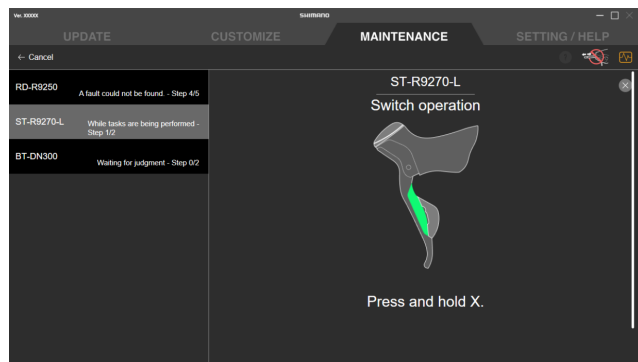 Ver. XXXXX
SHIMANO
UPDATE
CUSTOMIZE
MAINTENANCE
SETTING / HELP
← Cancel
RD-R9250
A fault could not be found. - Step 4/5
ST-R9270-L
While tasks are being performed -
Step 1/2
BT-DN300
Waiting for judgment - Step 0/2
ST-R9270-L
Switch operation
Press and hold X.